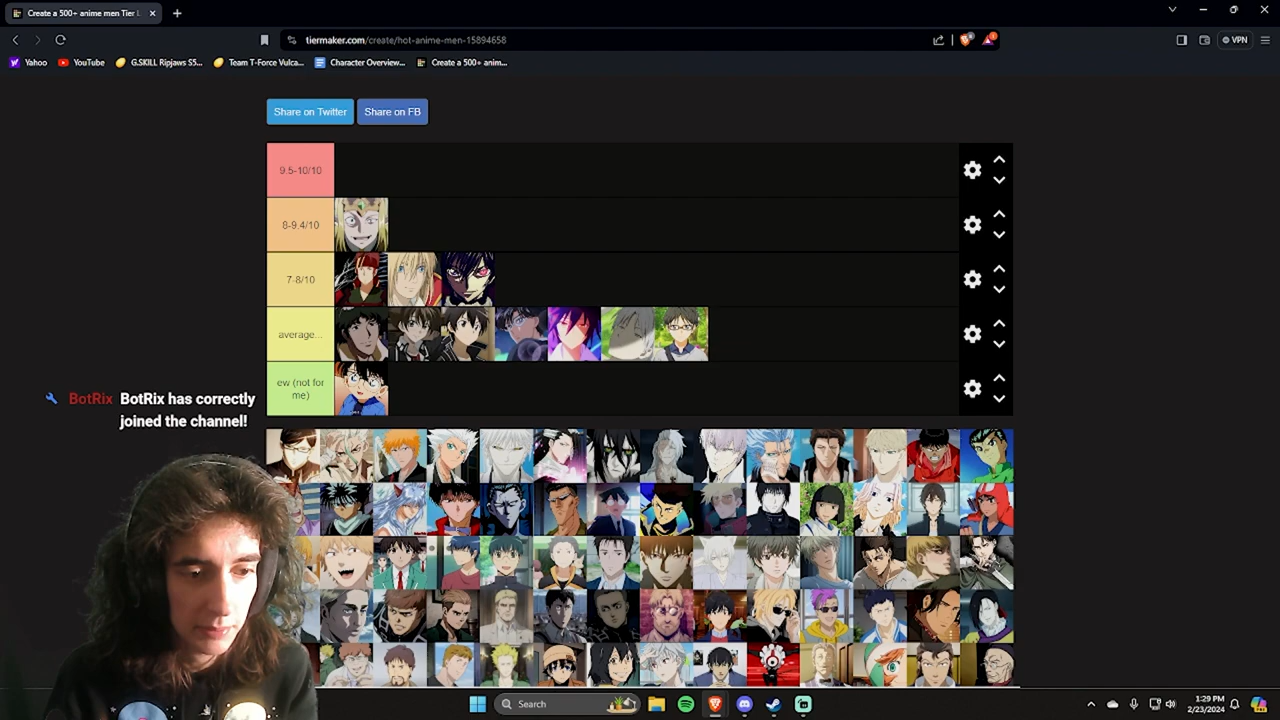 Create a 500+ anime men Tier l
tiermaker.com/create/hot-anime-men-15894658
VPN
Yahoo YouTube G.SKILL Ripjaws S5... Team T-Force Vulca... Character Overview... Create a 500+ anim...
Share on Twitter Share on FB
9.5-10/10
8-9.4/10
7-8/10
average...
ew (not for
me)
BotRix BotRix has correctly
joined the channel!
Search
1:29 PM
2/23/2024